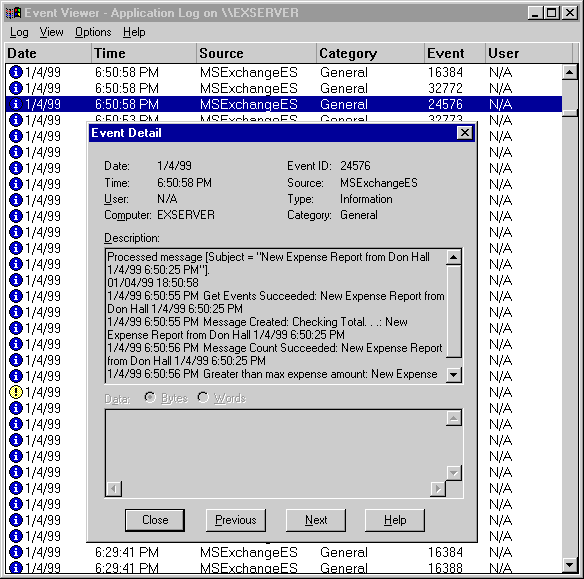 Event Viewer - Application Log on \\EXSERVER
Log View Options Help
Date Time Source Category Event User
1/4/99 6:50:58 PM MSExchangeES General 16384 N/A
1/4/99 6:50:58 PM MSExchangeES General 32772 N/A
1/4/99 6:50:58 PM MSExchangeES General 24576 N/A
1/4/99 6:50:53 PM MSExchangeES General 32773 N/A
1/4/99 N/A
Event Detail
1/4/99 N/A
1/4/99 N/A
Date: 1/4/99 Event ID: 24576
1/4/99 N/A
Time: 6:50:58 PM Source: MSExchangeES
1/4/99 N/A
User: N/A Type: Information
1/4/99 N/A
Computer: EXSERVER Category: General
1/4/99 N/A
Description:
1/4/99 N/A
Processed message [Subject = "New Expense Report from Don Hall
1/4/99 N/A
1/4/99 6:50:25 PM"].
1/4/99 N/A
01/04/99 18:50:58
1/4/99 6:50:55 PM Get Events Succeeded: New Expense Report from
1/4/99 N/A
Don Hall 1/4/99 6:50:25 PM
1/4/99 N/A
1/4/99 6:50:55 PM Message Created: Checking Total. . .: New
1/4/99 N/A
Expense Report from Don Hall 1/4/99 6:50:25 PM
1/4/99 6:50:56 PM Message Count Succeeded: New Expense Report
1/4/99 N/A
from Don Hall 1/4/99 6:50:25 PM
1/4/99 N/A
1/4/99 6:50:56 PM Greater than max expense amount: New Expense
1/4/99 N/A
Data: Bytes Words
1/4/99 N/A
1/4/99 N/A
1/4/99 N/A
1/4/99 N/A
1/4/99 N/A
1/4/99 N/A
1/4/99 N/A
1/4/99 N/A
Close Previous Next Help
1/4/99 N/A
1/4/99 6:29:41 PM MSExchangeES General 16384 N/A
1/4/99 6:29:41 PM MSExchangeES General 16388 N/A